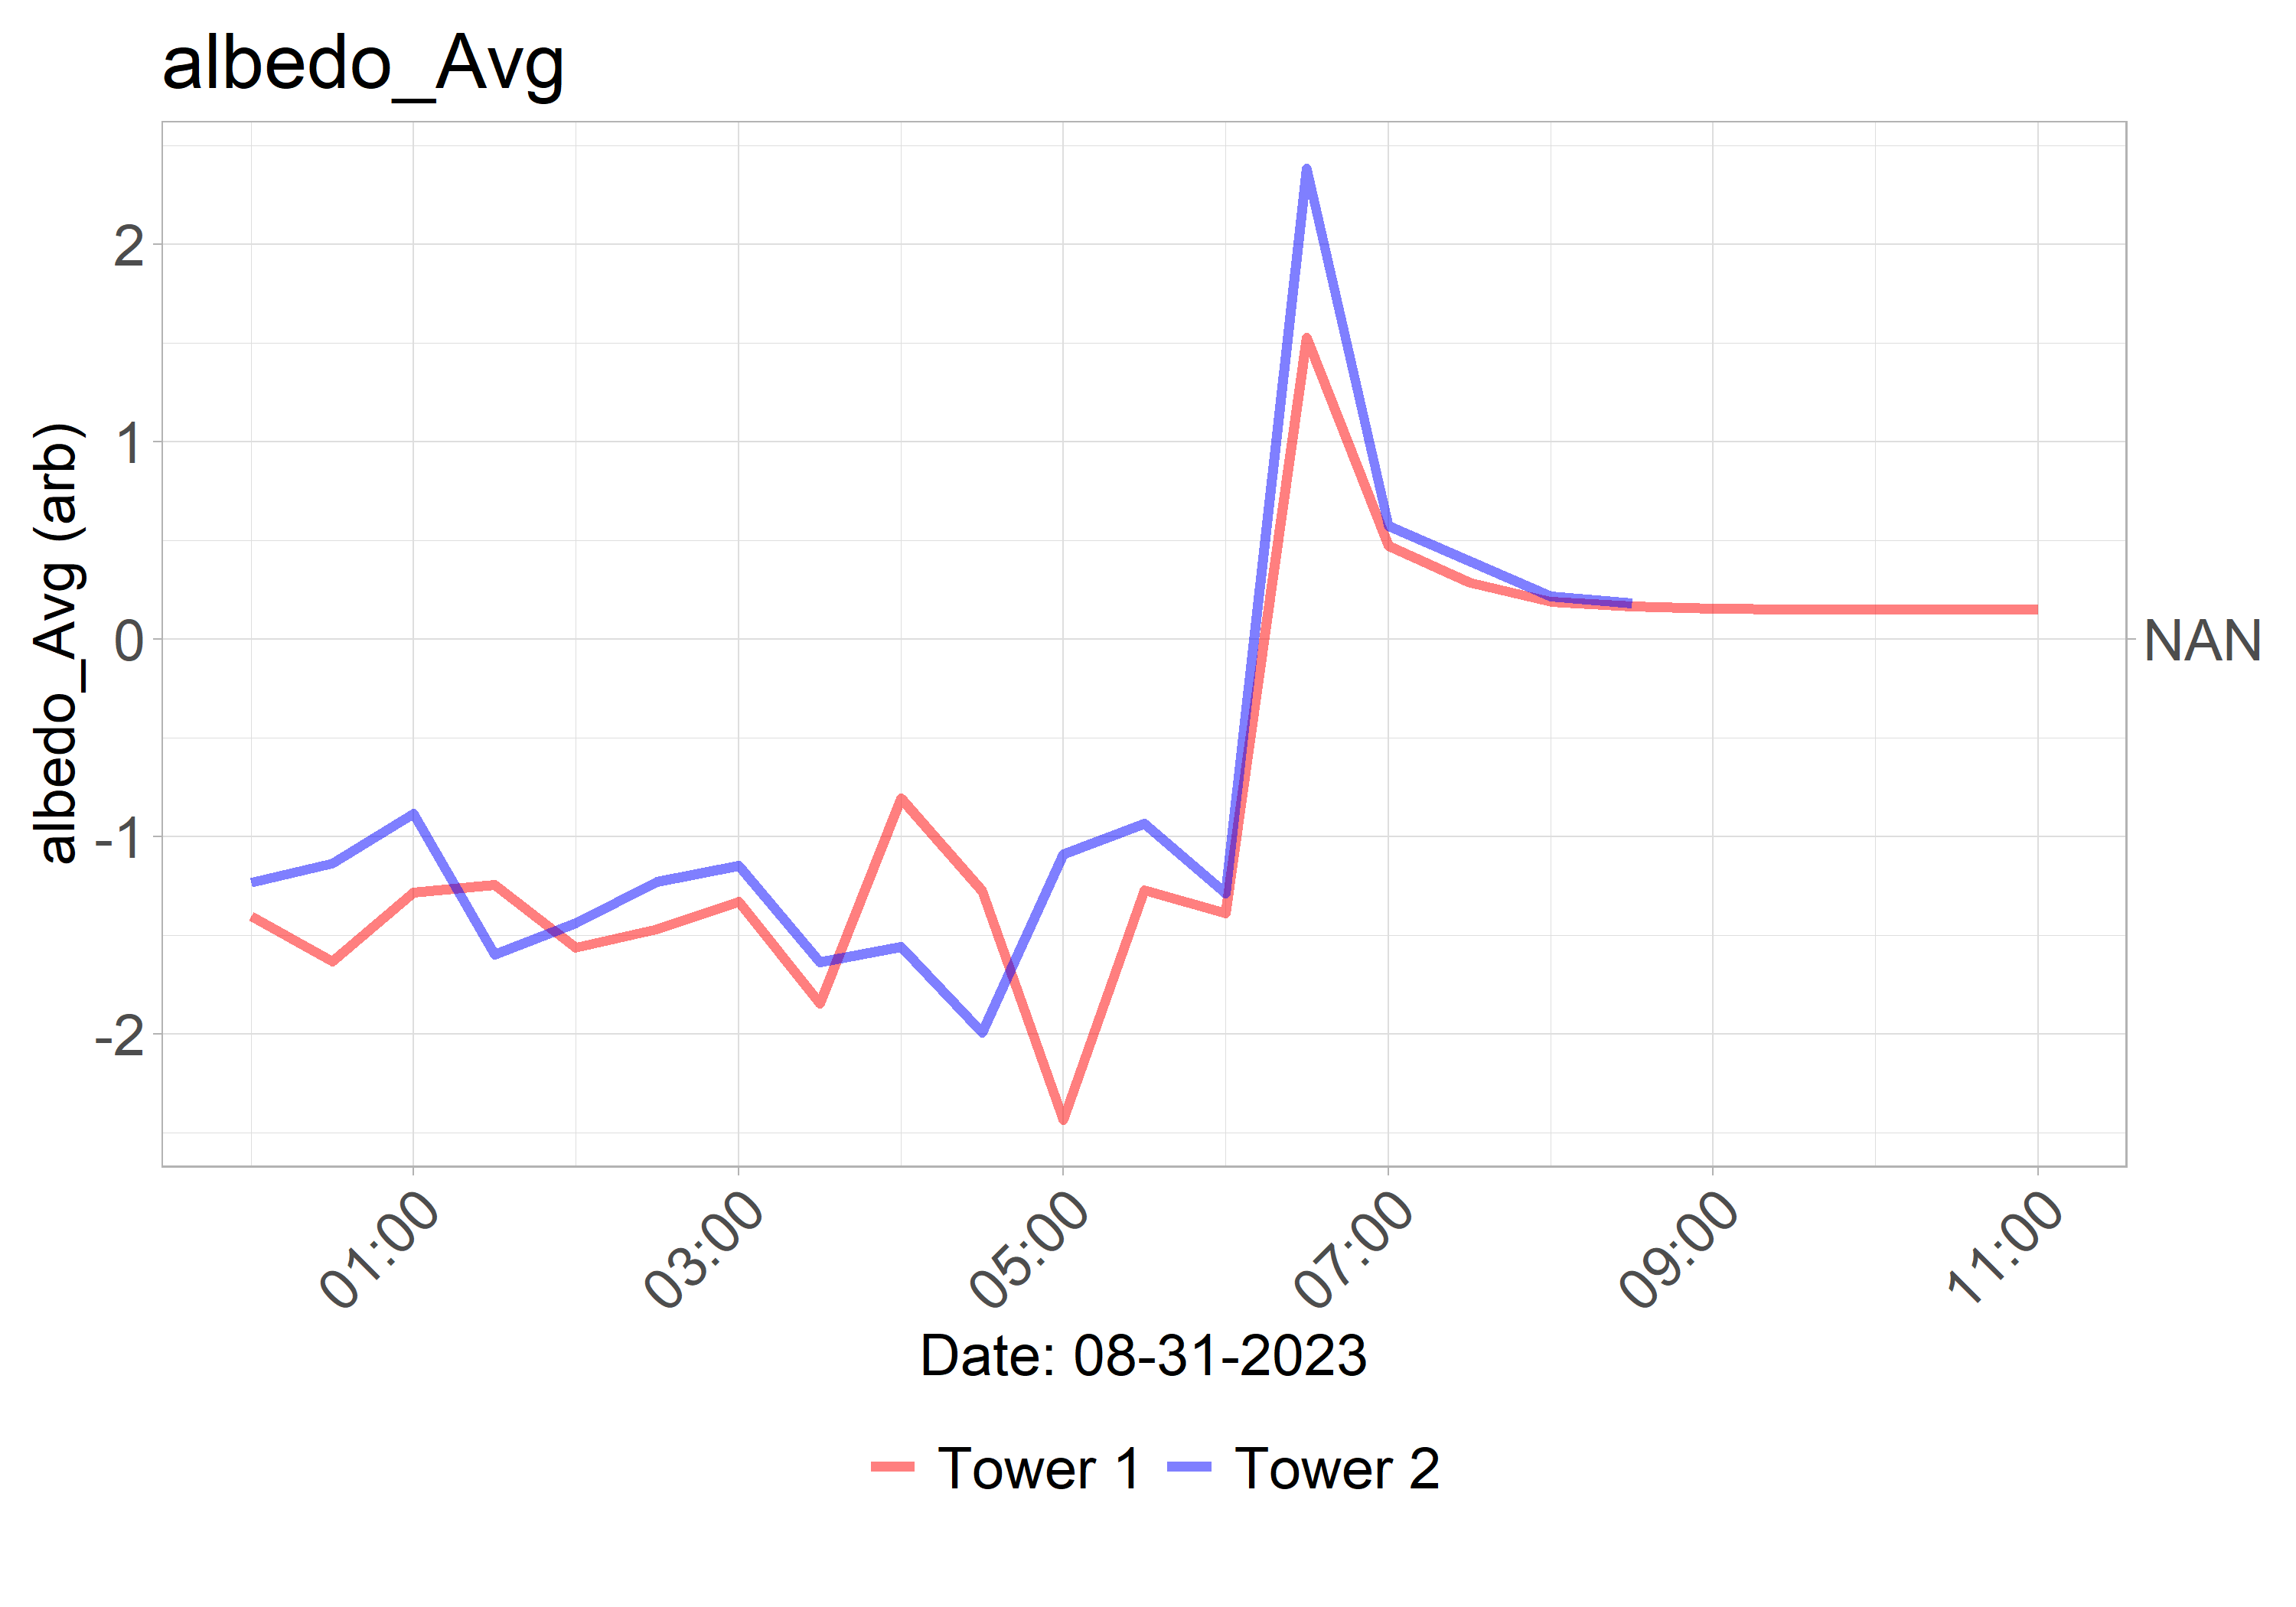 albedo_Avg
albedo_Avg (arb)
2
1
0
-1
-2
NAN
01:00
03:00
05:00
07:00
09:00
11:00
Date: 08-31-2023
Tower 1
Tower 2